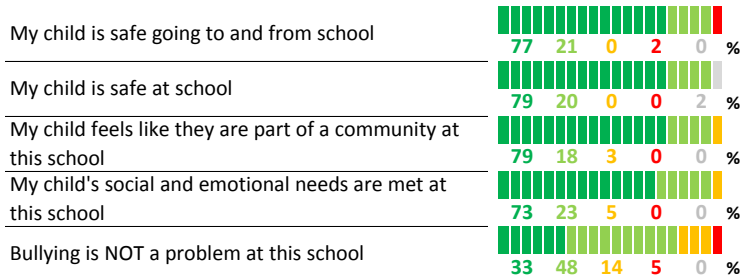 My child is safe going to and from school
77 21 0 2 0 %
My child is safe at school
79 20 0 0 2 %
My child feels like they are part of a community at
this school
79 18 3 0 0 %
My child's social and emotional needs are met at
this school
73 23 5 0 0 %
Bullying is NOT a problem at this school
33 48 14 5 0 %